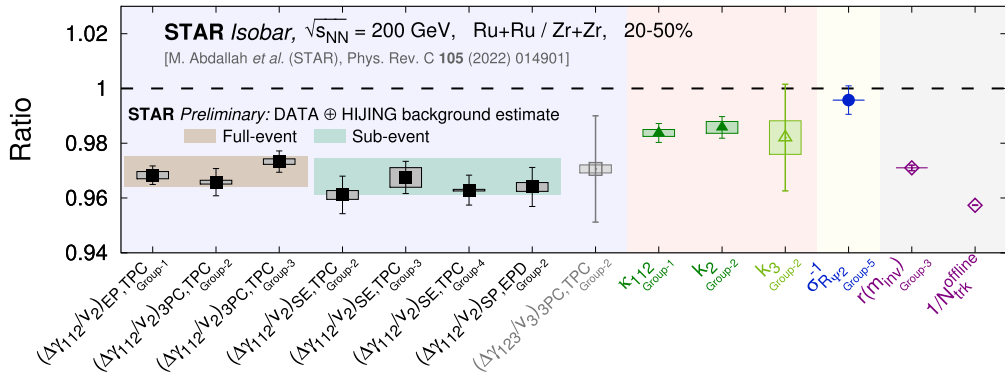 STAR Isobar, √sNN = 200 GeV, Ru+Ru / Zr+Zr, 20-50%
[M. Abdallah et al. (STAR), Phys. Rev. C 105 (2022) 014901]
STAR Preliminary: DATA ⊕ HIJING background estimate
Full-event Sub-event
Ratio
1.02
1
0.98
0.96
0.94
(Δγ112/v2)EP,TPC
Group-1
(Δγ112/v2)3PC,TPC
Group-2
(Δγ112/v2)3PC,TPC
Group-3
(Δγ112/v2)SE,TPC
Group-2
(Δγ112/v2)SE,TPC
Group-3
(Δγ112/v2)SE,TPC
Group-4
(Δγ112/v2)SP,EPD
Group-2
(Δγ123/v3)3PC,TPC
Group-2
κ112
Group-1
k2
Group-2
k3
Group-2
σ-1RΨ2
Group-5
r(minv)
Group-3
1/Ntrkoffline